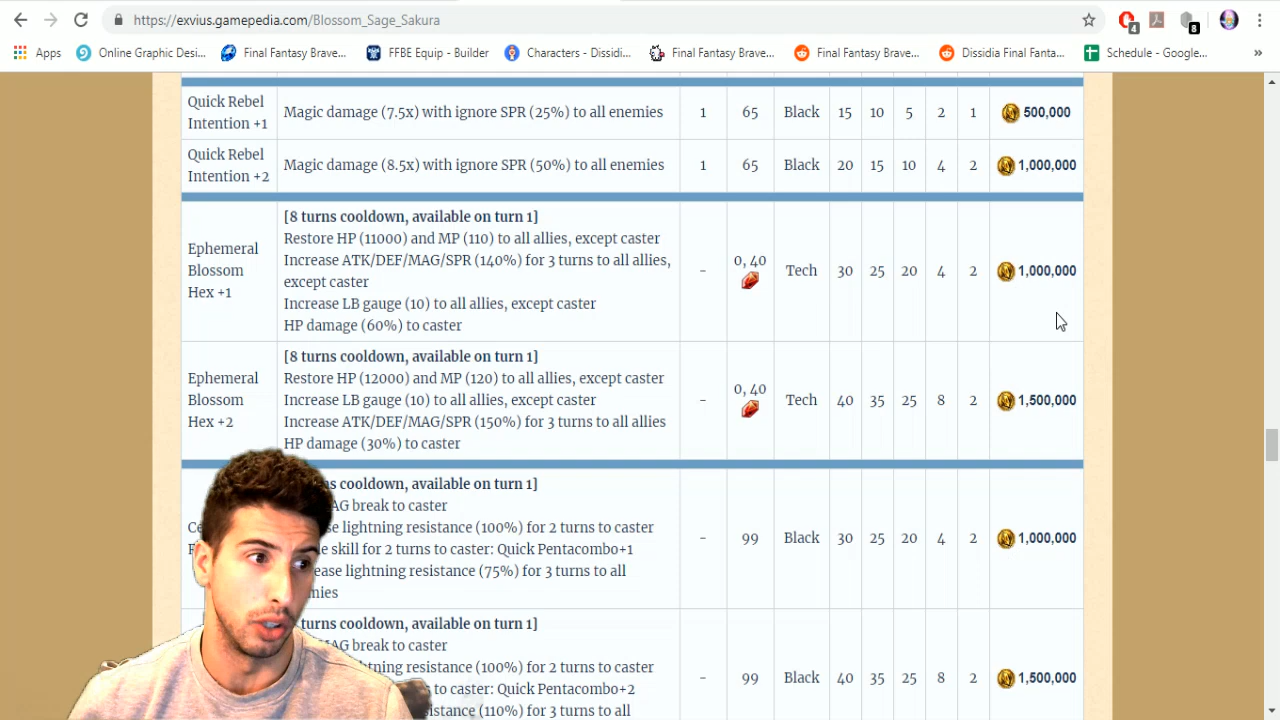 https://exvius.gamepedia.com/Blossom_Sage_Sakura
4
8
Apps
Online Graphic Desi...
Final Fantasy Brave...
FFBE Equip - Builder
Characters - Dissidi...
Final Fantasy Brave...
Final Fantasy Brave...
Dissidia Final Fanta...
Schedule - Google...
»
Quick Rebel
Intention +1
Magic damage (7.5x) with ignore SPR (25%) to all enemies
1 65 Black 15 10 5 2 1 500,000
Quick Rebel
Intention +2
Magic damage (8.5x) with ignore SPR (50%) to all enemies
1 65 Black 20 15 10 4 2 1,000,000
Ephemeral
Blossom
Hex +1
[8 turns cooldown, available on turn 1]
Restore HP (11000) and MP (110) to all allies, except caster
Increase ATK/DEF/MAG/SPR (140%) for 3 turns to all allies,
except caster
Increase LB gauge (10) to all allies, except caster
HP damage (60%) to caster
- 0, 40 Tech 30 25 20 4 2 1,000,000
Ephemeral
Blossom
Hex +2
[8 turns cooldown, available on turn 1]
Restore HP (12000) and MP (120) to all allies, except caster
Increase LB gauge (10) to all allies, except caster
Increase ATK/DEF/MAG/SPR (150%) for 3 turns to all allies
HP damage (30%) to caster
- 0, 40 Tech 40 35 25 8 2 1,500,000
cooldown, available on turn 1]
break to caster
lightning resistance (100%) for 2 turns to caster
skill for 2 turns to caster: Quick Pentacombo+1
lightning resistance (75%) for 3 turns to all
- 99 Black 30 25 20 4 2 1,000,000
cooldown, available on turn 1]
break to caster
resistance (100%) for 2 turns to caster
to caster: Quick Pentacombo+2
(110%) for 3 turns to all
- 99 Black 40 35 25 8 2 1,500,000